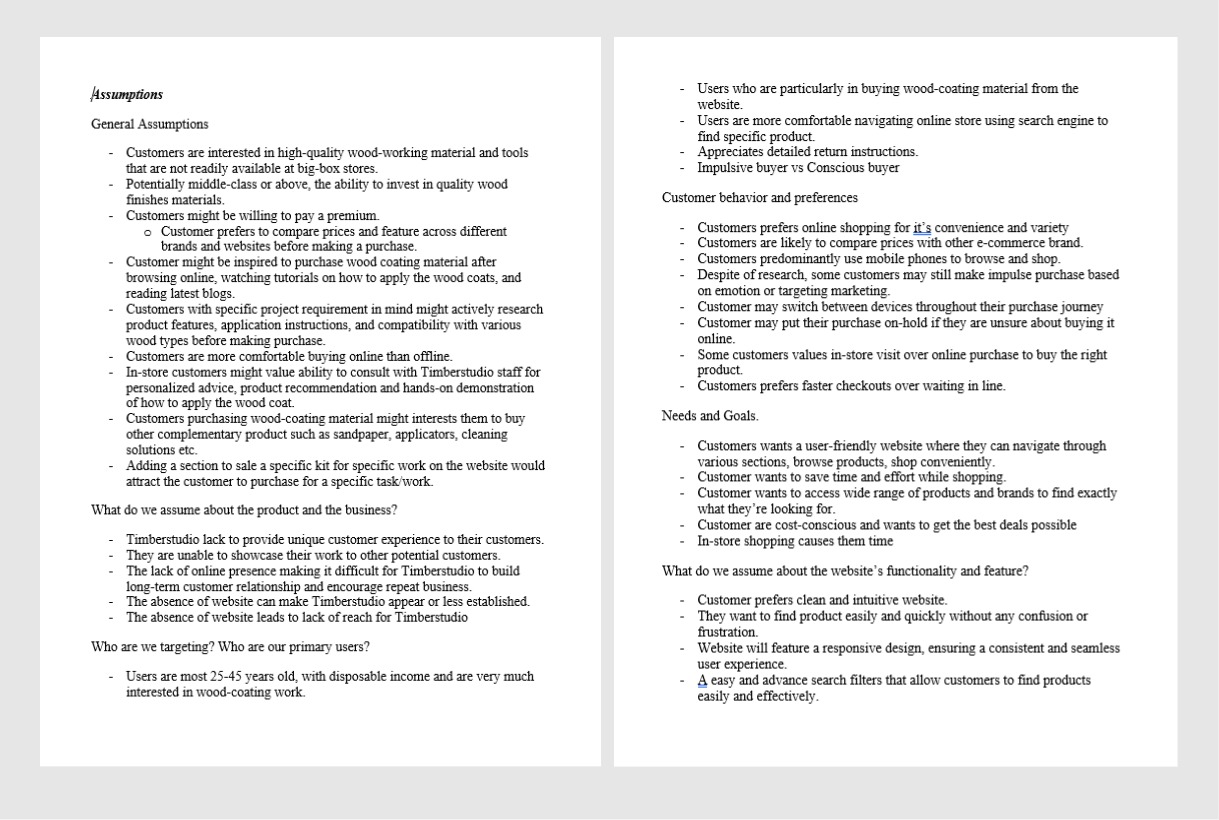 Assumptions
General Assumptions
- Customers are interested in high-quality wood-working material and tools
that are not readily available at big-box stores.
- Potentially middle-class or above, the ability to invest in quality wood
finishes materials.
- Customers might be willing to pay a premium.
o Customer prefers to compare prices and feature across different
brands and websites before making a purchase.
- Customer might be inspired to purchase wood coating material after
browsing online, watching tutorials on how to apply the wood coats, and
reading latest blogs.
- Customers with specific project requirement in mind might actively research
product features, application instructions, and compatibility with various
wood types before making purchase.
- Customers are more comfortable buying online than offline.
- In-store customers might value ability to consult with Timberstudio staff for
personalized advice, product recommendation and hands-on demonstration
of how to apply the wood coat.
- Customers purchasing wood-coating material might interests them to buy
other complementary product such as sandpaper, applicators, cleaning
solutions etc.
- Adding a section to sale a specific kit for specific work on the website would
attract the customer to purchase for a specific task/work.
What do we assume about the product and the business?
- Timberstudio lack to provide unique customer experience to their customers.
- They are unable to showcase their work to other potential customers.
- The lack of online presence making it difficult for Timberstudio to build
long-term customer relationship and encourage repeat business.
- The absence of website can make Timberstudio appear or less established.
- The absence of website leads to lack of reach for Timberstudio
Who are we targeting? Who are our primary users?
- Users are most 25-45 years old, with disposable income and are very much
interested in wood-coating work.
- Users who are particularly in buying wood-coating material from the
website.
- Users are more comfortable navigating online store using search engine to
find specific product.
- Appreciates detailed return instructions.
- Impulsive buyer vs Conscious buyer
Customer behavior and preferences
- Customers prefers online shopping for it's convenience and variety
- Customers are likely to compare prices with other e-commerce brand.
- Customers predominantly use mobile phones to browse and shop.
- Despites of research, some customers may still make impulse purchase based
on emotion or targeting marketing.
- Customer may switch between devices throughout their purchase journey
- Customer may put their purchase on-hold if they are unsure about buying it
online.
- Some customers values in-store visit over online purchase to buy the right
product.
- Customers prefers faster checkouts over waiting in line.
Needs and Goals.
- Customers wants a user-friendly website where they can navigate through
various sections, browse products, shop conveniently.
- Customer wants to save time and effort while shopping.
- Customer wants to access wide range of products and brands to find exactly
what they're looking for.
- Customer are cost-conscious and wants to get the best deals possible
- In-store shopping causes them time
What do we assume about the website's functionality and feature?
- Customer prefers clean and intuitive website.
- They want to find product easily and quickly without any confusion or
frustration.
- Website will feature a responsive design, ensuring a consistent and seamless
user experience.
- A easy and advance search filters that allow customers to find products
easily and effectively.